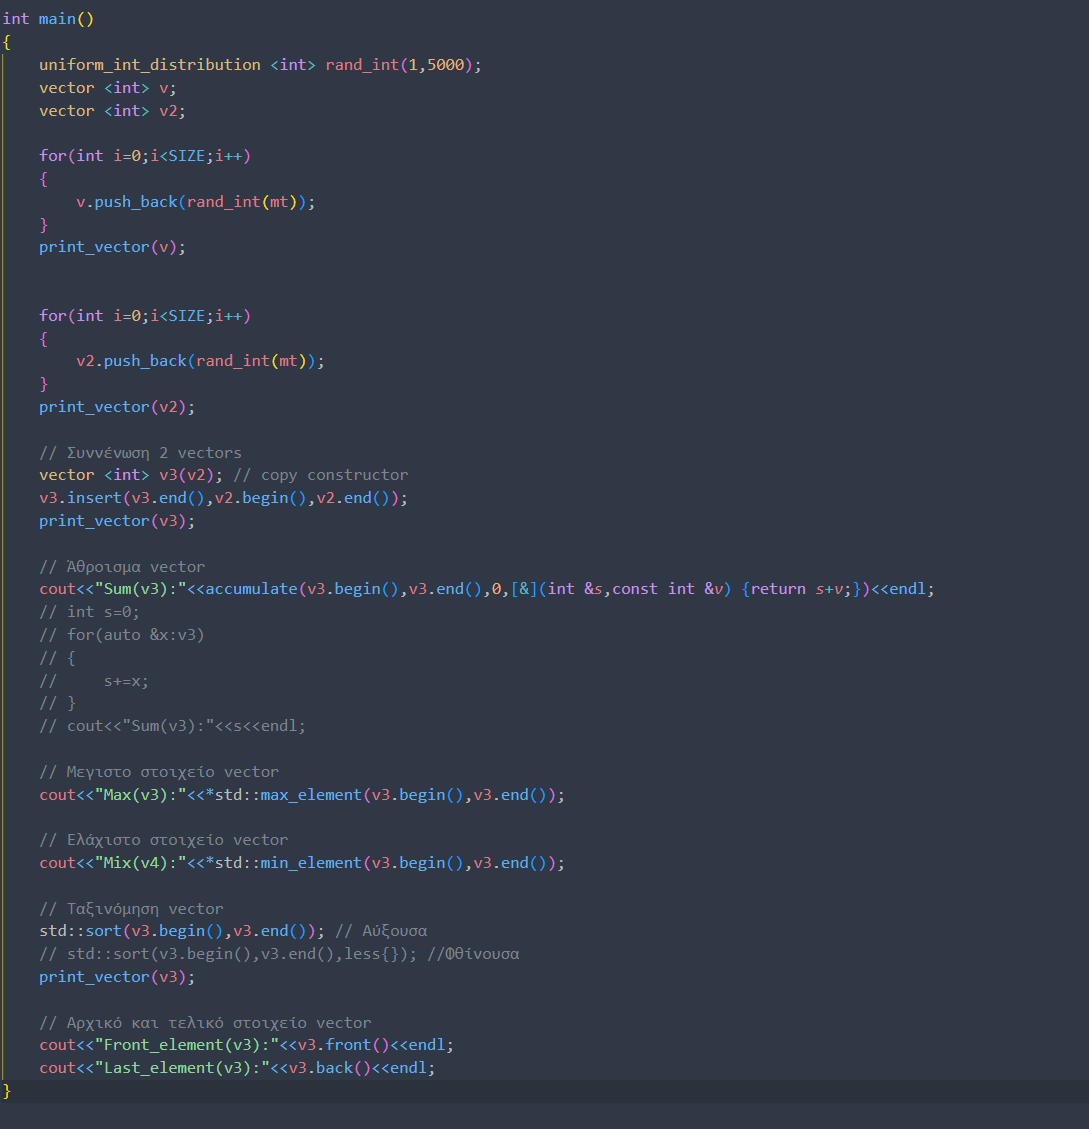 int main()
{
    uniform_int_distribution <int> rand_int(1,5000);
    vector <int> v;
    vector <int> v2;

    for(int i=0;i<SIZE;i++)
    {
        v.push_back(rand_int(mt));
    }
    print_vector(v);


    for(int i=0;i<SIZE;i++)
    {
        v2.push_back(rand_int(mt));
    }
    print_vector(v2);

    // Συννένωση 2 vectors
    vector <int> v3(v2); // copy constructor
    v3.insert(v3.end(),v2.begin(),v2.end());
    print_vector(v3);

    // Άθροισμα vector
    cout<<"Sum(v3):"<<accumulate(v3.begin(),v3.end(),0,[&](int &s,const int &v) {return s+v;})<<endl;
    // int s=0;
    // for(auto &x:v3)
    // {
    //     s+=x;
    // }
    // cout<<"Sum(v3):"<<s<<endl;

    // Μεγιστο στοιχείο vector
    cout<<"Max(v3):"<<*std::max_element(v3.begin(),v3.end());

    // Ελάχιστο στοιχείο vector
    cout<<"Mix(v4):"<<*std::min_element(v3.begin(),v3.end());

    // Ταξινόμηση vector
    std::sort(v3.begin(),v3.end()); // Αύξουσα
    // std::sort(v3.begin(),v3.end(),less{}); //Φθίνουσα
    print_vector(v3);

    // Αρχικό και τελικό στοιχείο vector
    cout<<"Front_element(v3):"<<v3.front()<<endl;
    cout<<"Last_element(v3):"<<v3.back()<<endl;
}